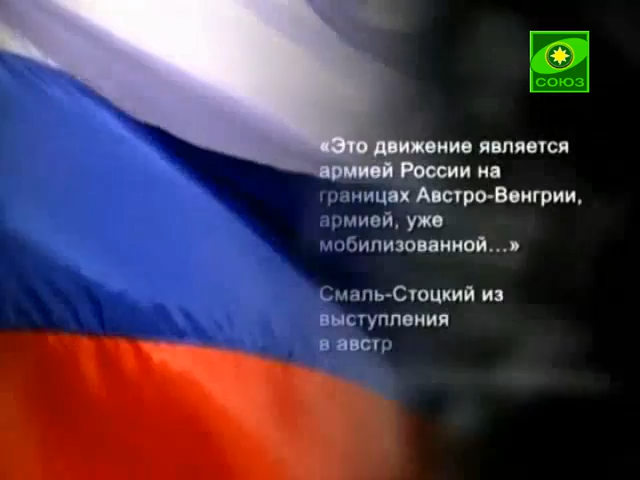 СОЮЗ
«Это движение является
армией России на
границах Австро-Венгрии,
армией, уже
мобилизованной...»
Смаль-Стоцкий из
выступления
в австр